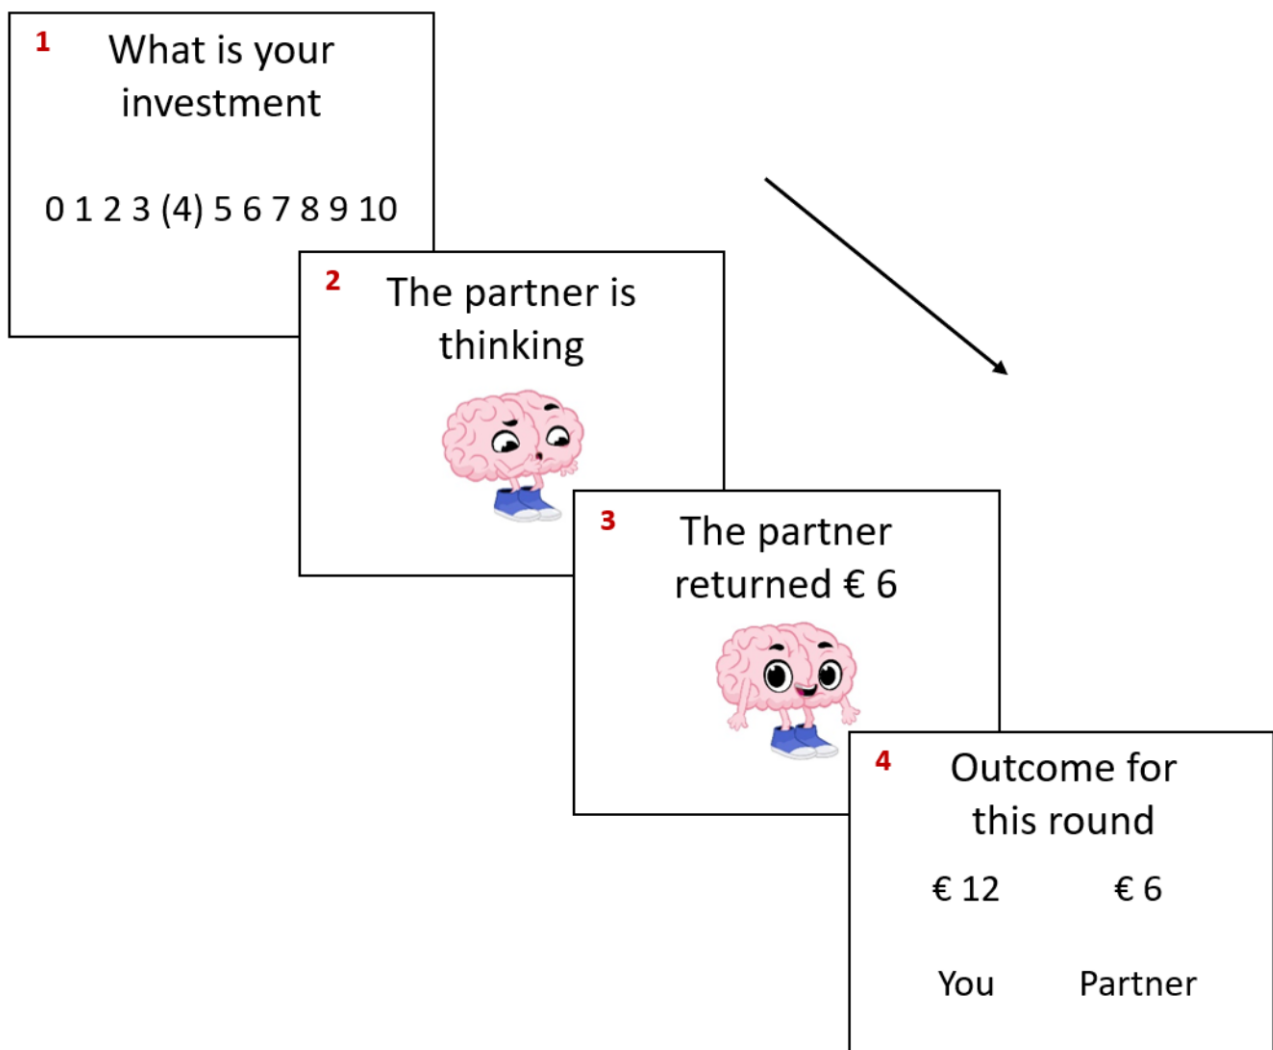 1
What is your
investment
0 1 2 3 (4) 5 6 7 8 9 10
2
The partner is
thinking
3
The partner
returned € 6
4
Outcome for
this round
€ 12 € 6
You Partner